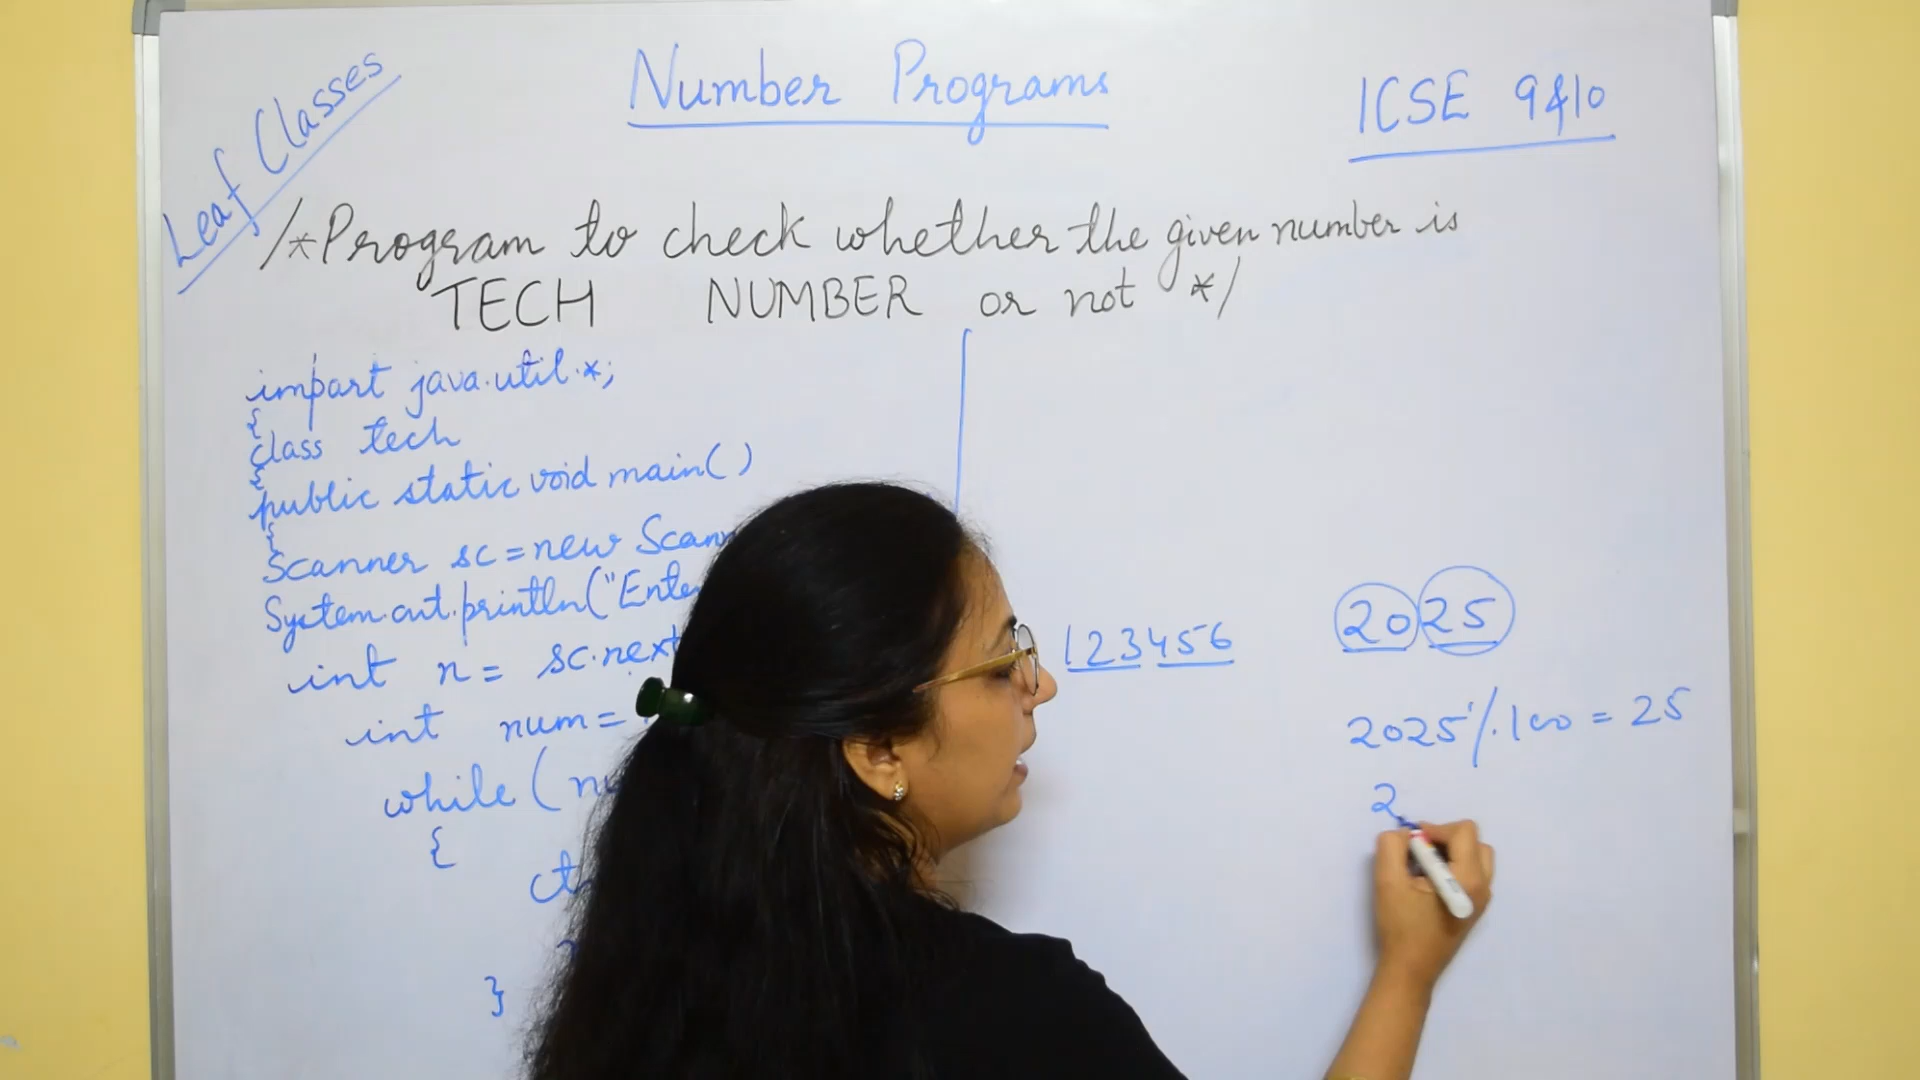 Leaf Classes
Number Programs
ICSE 9&10
/*Program to check whether the given number is
TECH NUMBER or not */
import java.util.*;
{
class tech
{
public static void main()
{
Scanner sc = new
System.out.println("Enter
int n = sc.next
int num =
while (
{
}
123456
2025
2025 % 100 = 25
2